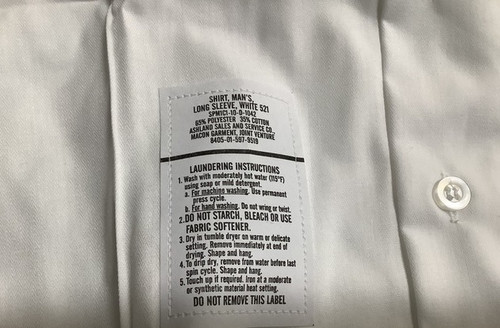 SHIRT, MAN'S,
LONG SLEEVE, WHITE 521
SPM1C1-10-D-1042
65% POLYESTER 35% COTTON
ASHLAND SALES AND SERVICE CO.,
MACON GARMENT, JOINT VENTURE
8405-01-597-9519
LAUNDERING INSTRUCTIONS
1. Wash with moderately hot water (115°F)
using soap or mild detergent.
a. For machine washing. Use permanent
press cycle.
b. For hand washing. Do not wring or twist.
2. DO NOT STARCH, BLEACH OR USE
FABRIC SOFTENER.
3. Dry in tumble dryer on warm or delicate
setting. Remove immediately at end of
drying. Shape and hang.
4. To drip dry, remove from water before last
spin cycle. Shape and hang.
5. Touch up if required. Iron at a moderate
or synthetic material heat setting.
DO NOT REMOVE THIS LABEL